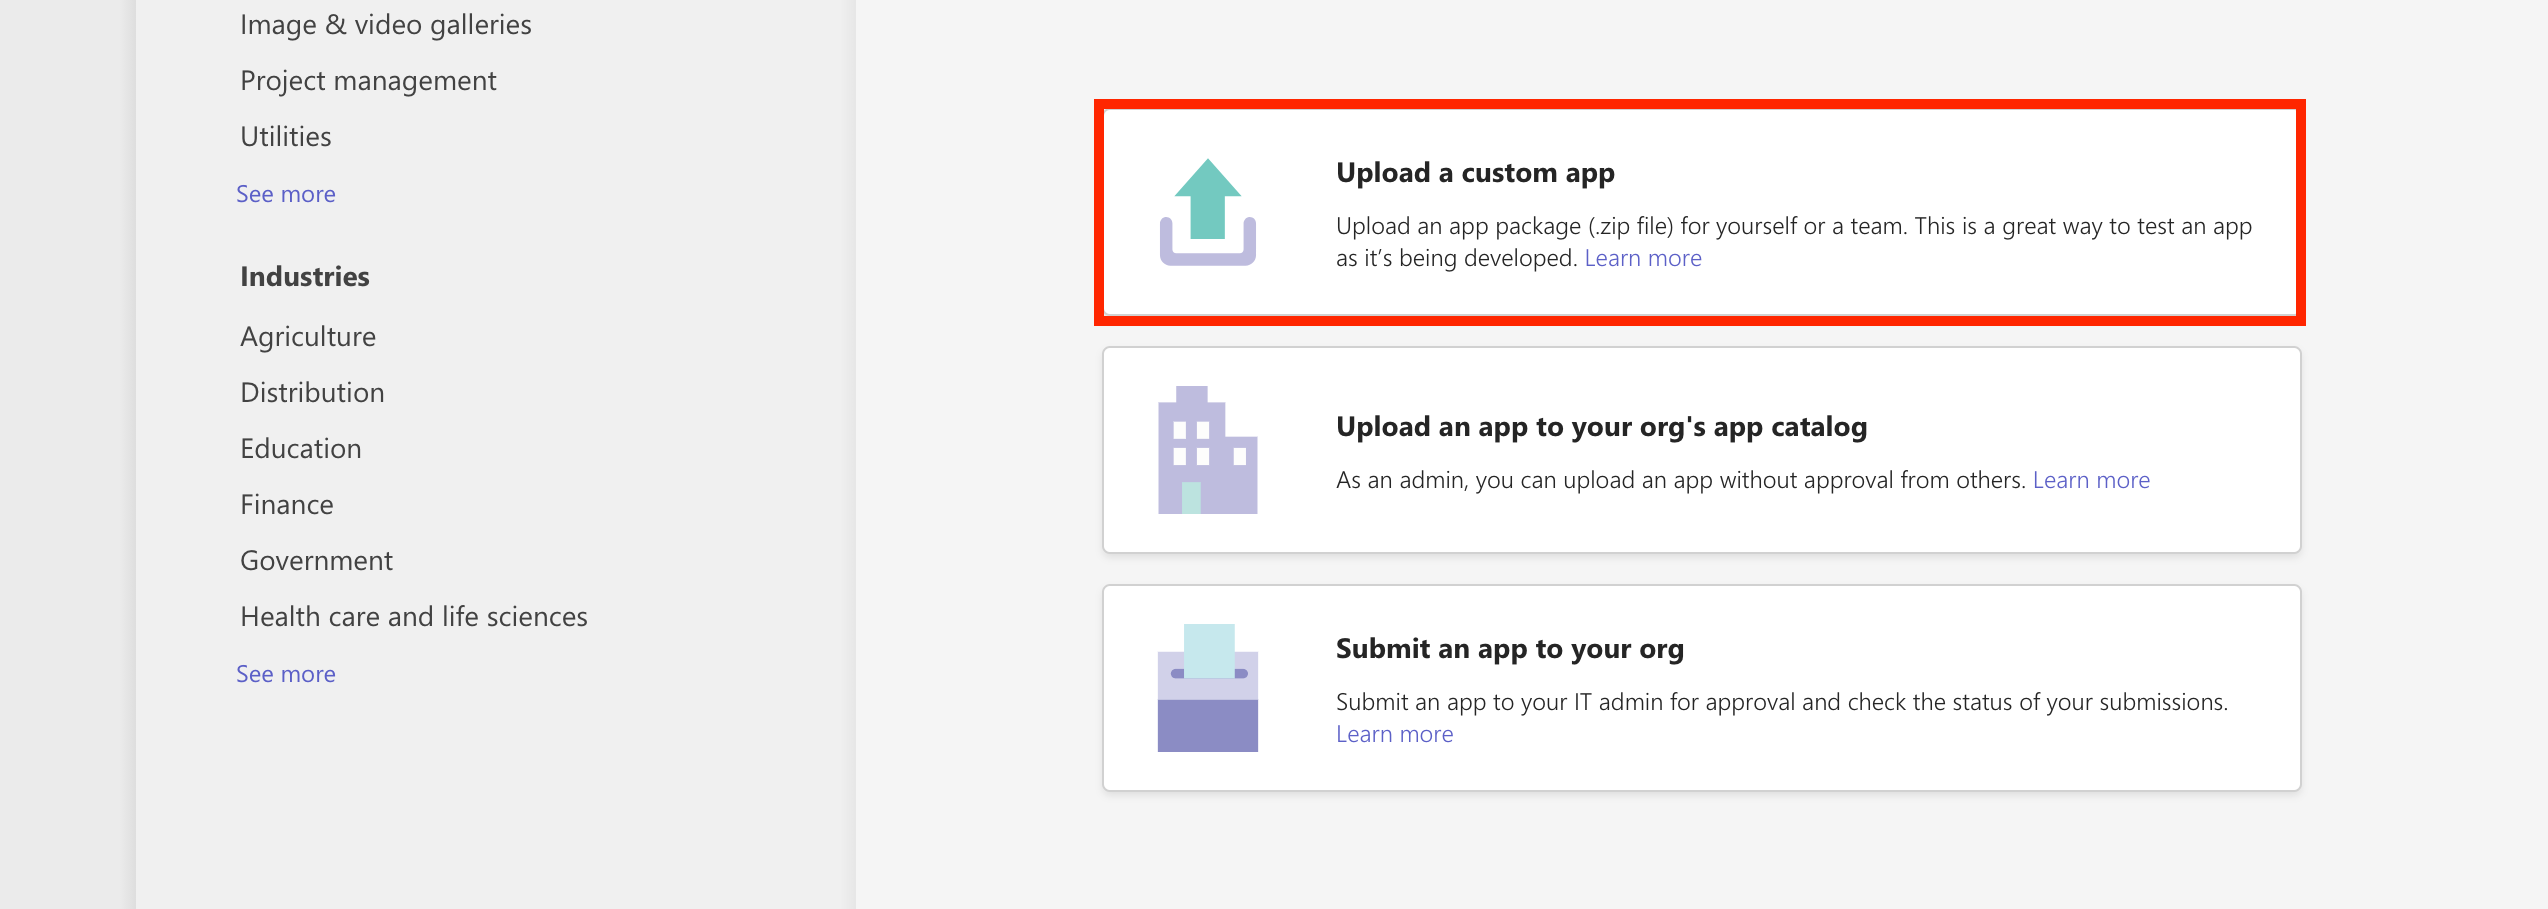 Image & video galleries
Project management
Utilities
See more
Industries
Agriculture
Distribution
Education
Finance
Government
Health care and life sciences
See more
Upload a custom app
Upload an app package (.zip file) for yourself or a team. This is a great way to test an app
as it’s being developed. Learn more
Upload an app to your org's app catalog
As an admin, you can upload an app without approval from others. Learn more
Submit an app to your org
Submit an app to your IT admin for approval and check the status of your submissions.
Learn more